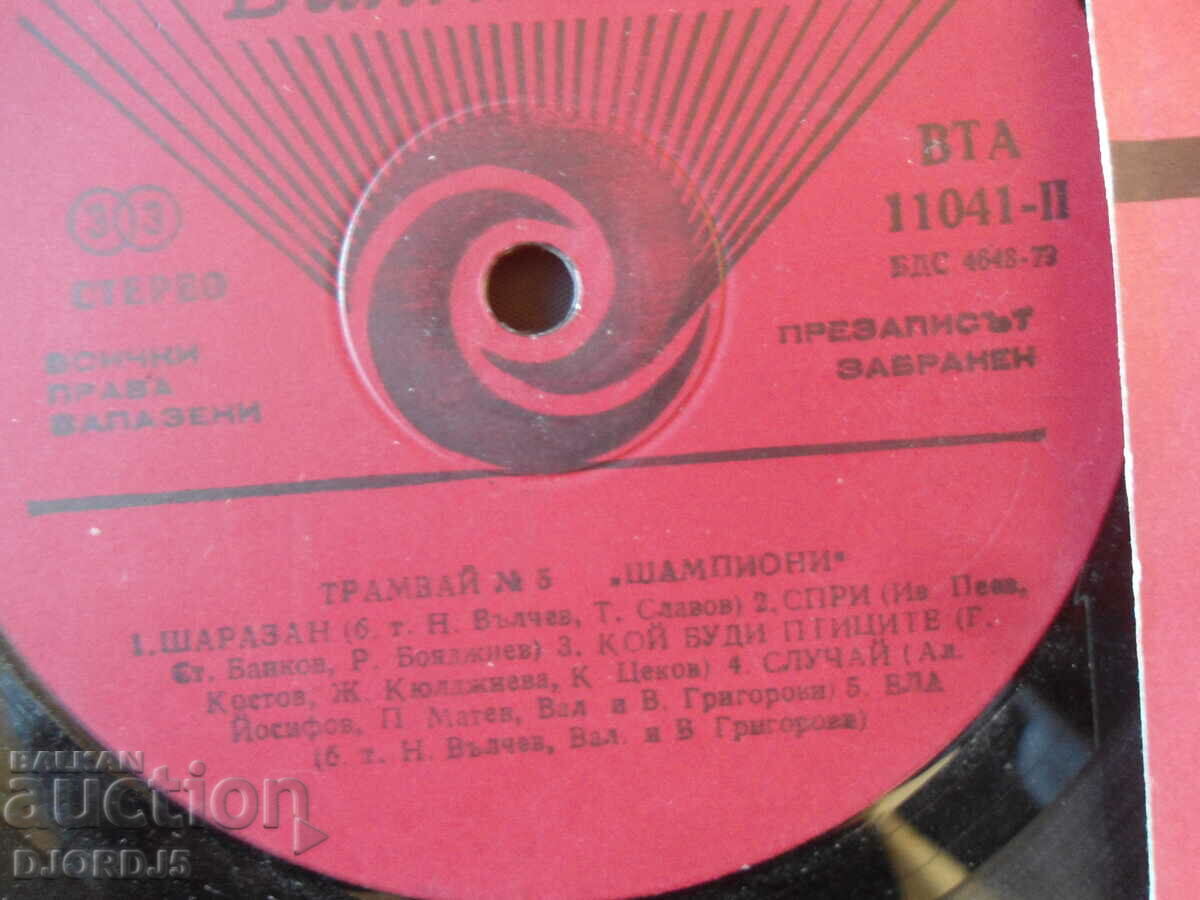 33
СТЕРЕО
ВСИЧКИ
ПРАВА
ЗАПАЗЕНИ
ВТА
11041-II
БДС 4648-73
ПРЕЗАПИСЪТ
ЗАБРАНЕН
ТРАМВАЙ № 5 „ШАМПИОНИ“
1. ШАРАЗАН (б. т. Н. Вълчев, Т. Славов) 2. СПРИ (Ив Пеев,
Ст. Банков, Р. Бояджиев) 3. КОЙ БУДИ ПТИЦИТЕ (Г.
Костов, Ж. Кюлджиева, К. Цеков) 4. СЛУЧАЙ (Ал.
Йосифов, П. Матев, Вал и В. Григорови) 5. ЕЛА
(б. т. Н. Вълчев, Вал. и В Григорови)
BALKAN
auction
DJORDJ5